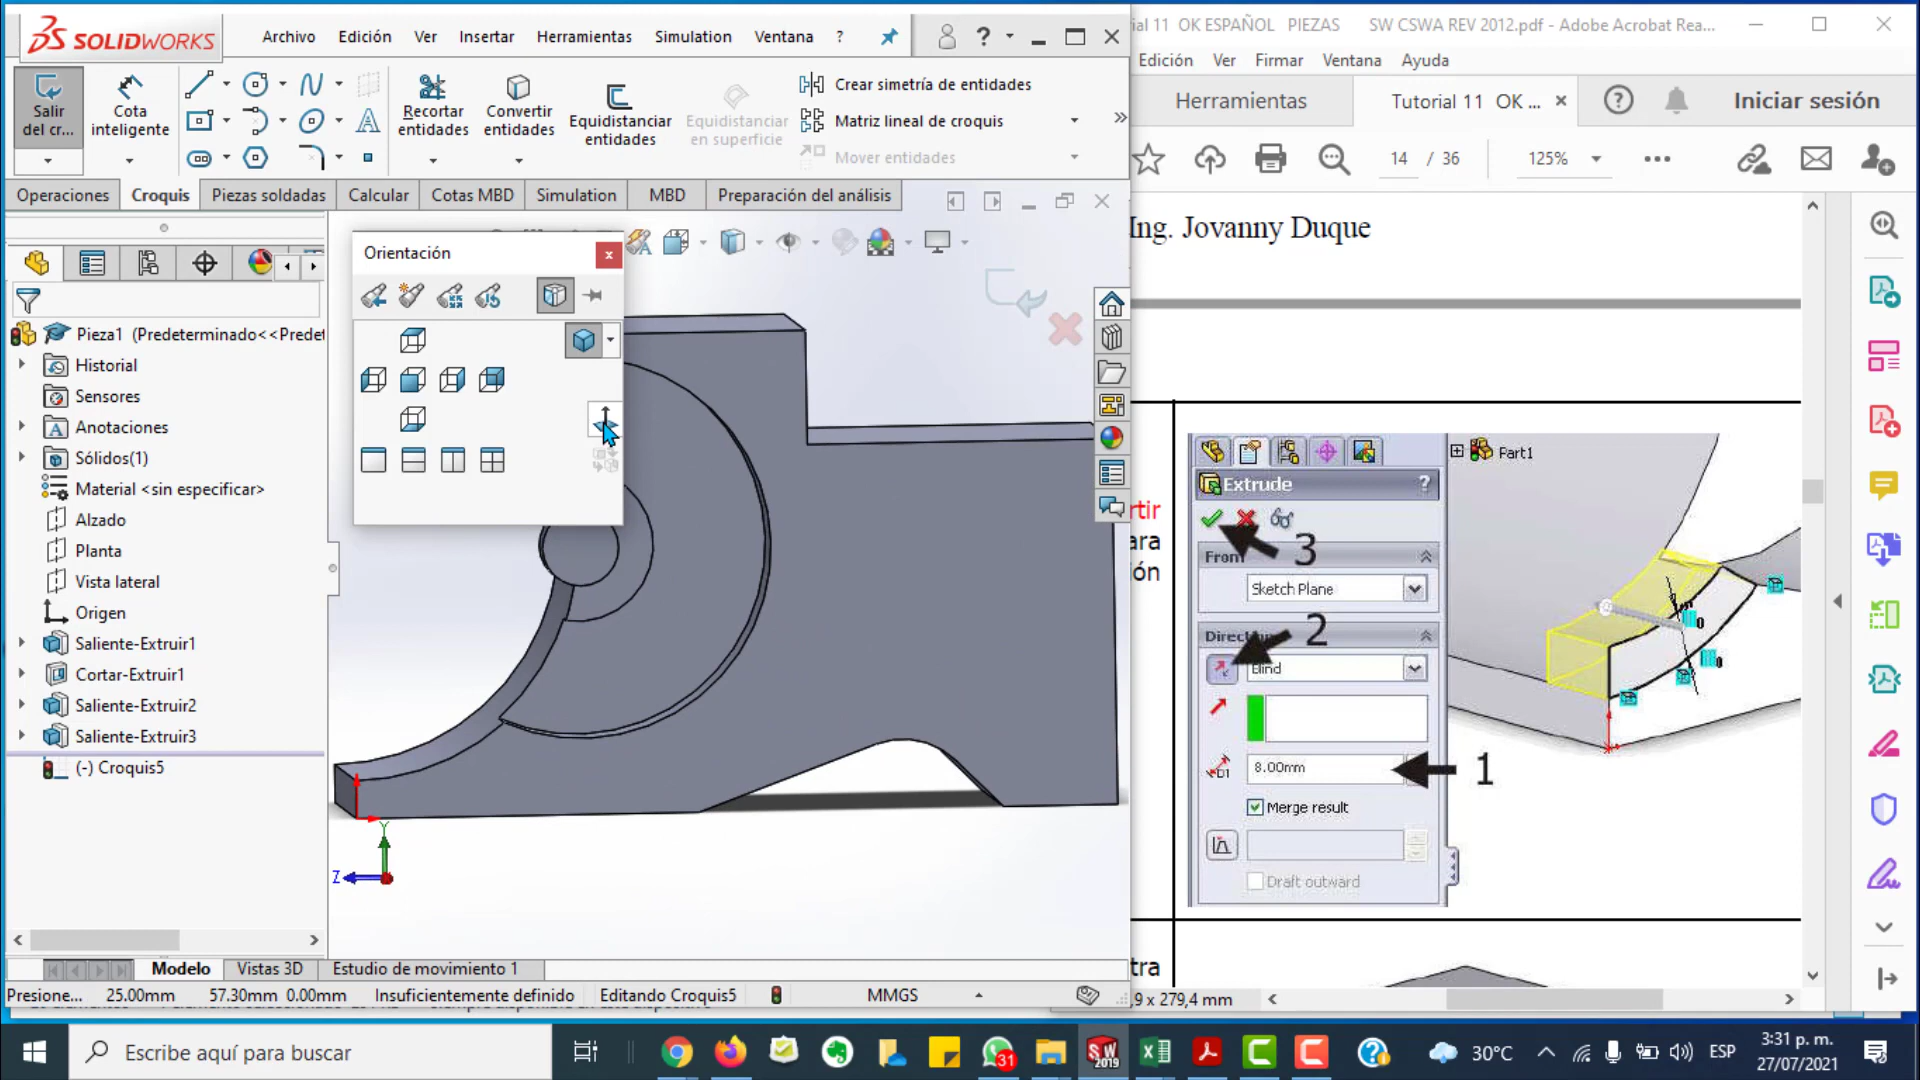 SOLIDWORKS
Archivo Edición Ver Insertar Herramientas Simulation Ventana ?
Salir del cr...
Cota inteligente
Recortar entidades
Convertir entidades
Equidistanciar entidades
Equidistanciar en superficie
Crear simetría de entidades
Matriz lineal de croquis
Mover entidades
Operaciones Croquis Piezas soldadas Calcular Cotas MBD Simulation MBD Preparación del análisis
Orientación
Pieza1 (Predeterminado<<Predet
Historial
Sensores
Anotaciones
Sólidos(1)
Material <sin especificar>
Alzado
Planta
Vista lateral
Origen
Saliente-Extruir1
Cortar-Extruir1
Saliente-Extruir2
Saliente-Extruir3
(-) Croquis5
Y
Z
Modelo Vistas 3D Estudio de movimiento 1
Presione... 25.00mm 57.30mm 0.00mm Insuficientemente definido Editando Croquis5 MMGS
ial 11 OK ESPAÑOL PIEZAS SW CSWA REV 2012.pdf - Adobe Acrobat Rea...
Edición Ver Firmar Ventana Ayuda
Herramientas Tutorial 11 OK ... Iniciar sesión
14 / 36 125%
Ing. Jovanny Duque
rtir
ara
ión
Part1
Extrude ?
3
From
Sketch Plane
2
Blind
8.00mm
1
Merge result
Draft outward
tra
,9 x 279,4 mm
Escribe aquí para buscar
31
SW 2019
30°C ESP 3:31 p. m.
27/07/2021